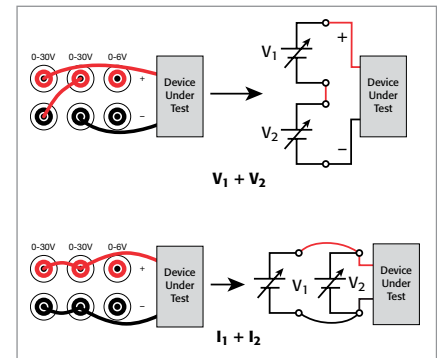 0-30V 0-30V 0-6V
+
Device
Under
Test
−
V1
V2
+
−
Device
Under
Test
V1 + V2
0-30V 0-30V 0-6V
+
Device
Under
Test
−
V1
V2
Device
Under
Test
I1 + I2